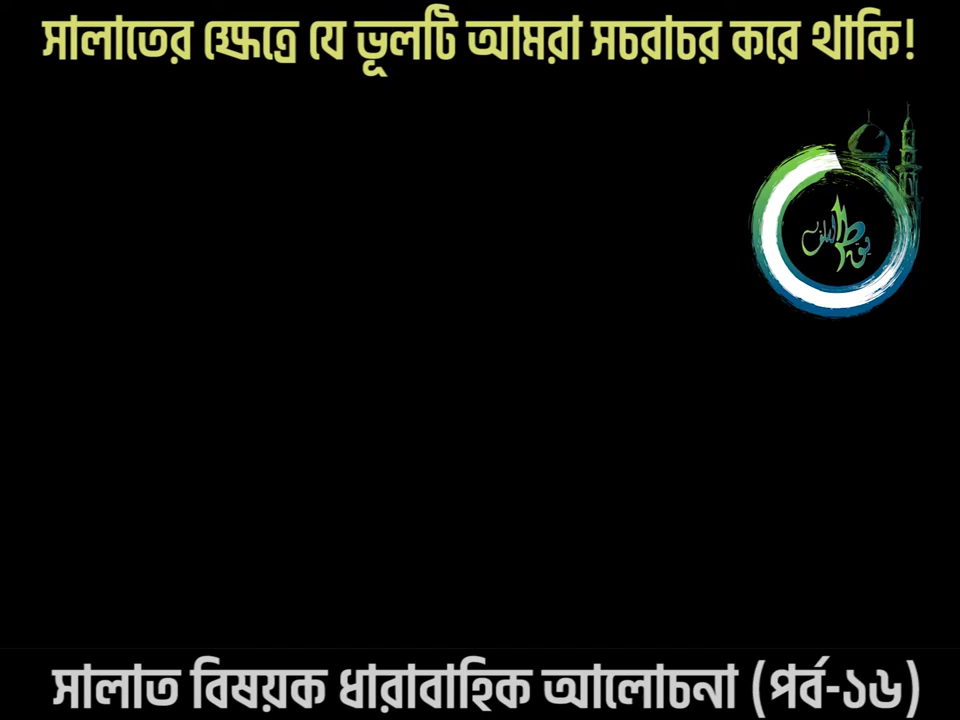 সালাতের ক্ষেত্রে যে ভূলটি আমরা সচরাচর করে থাকি!
সালাত বিষয়ক ধারাবাহিক আলোচনা (পর্ব-১৬)